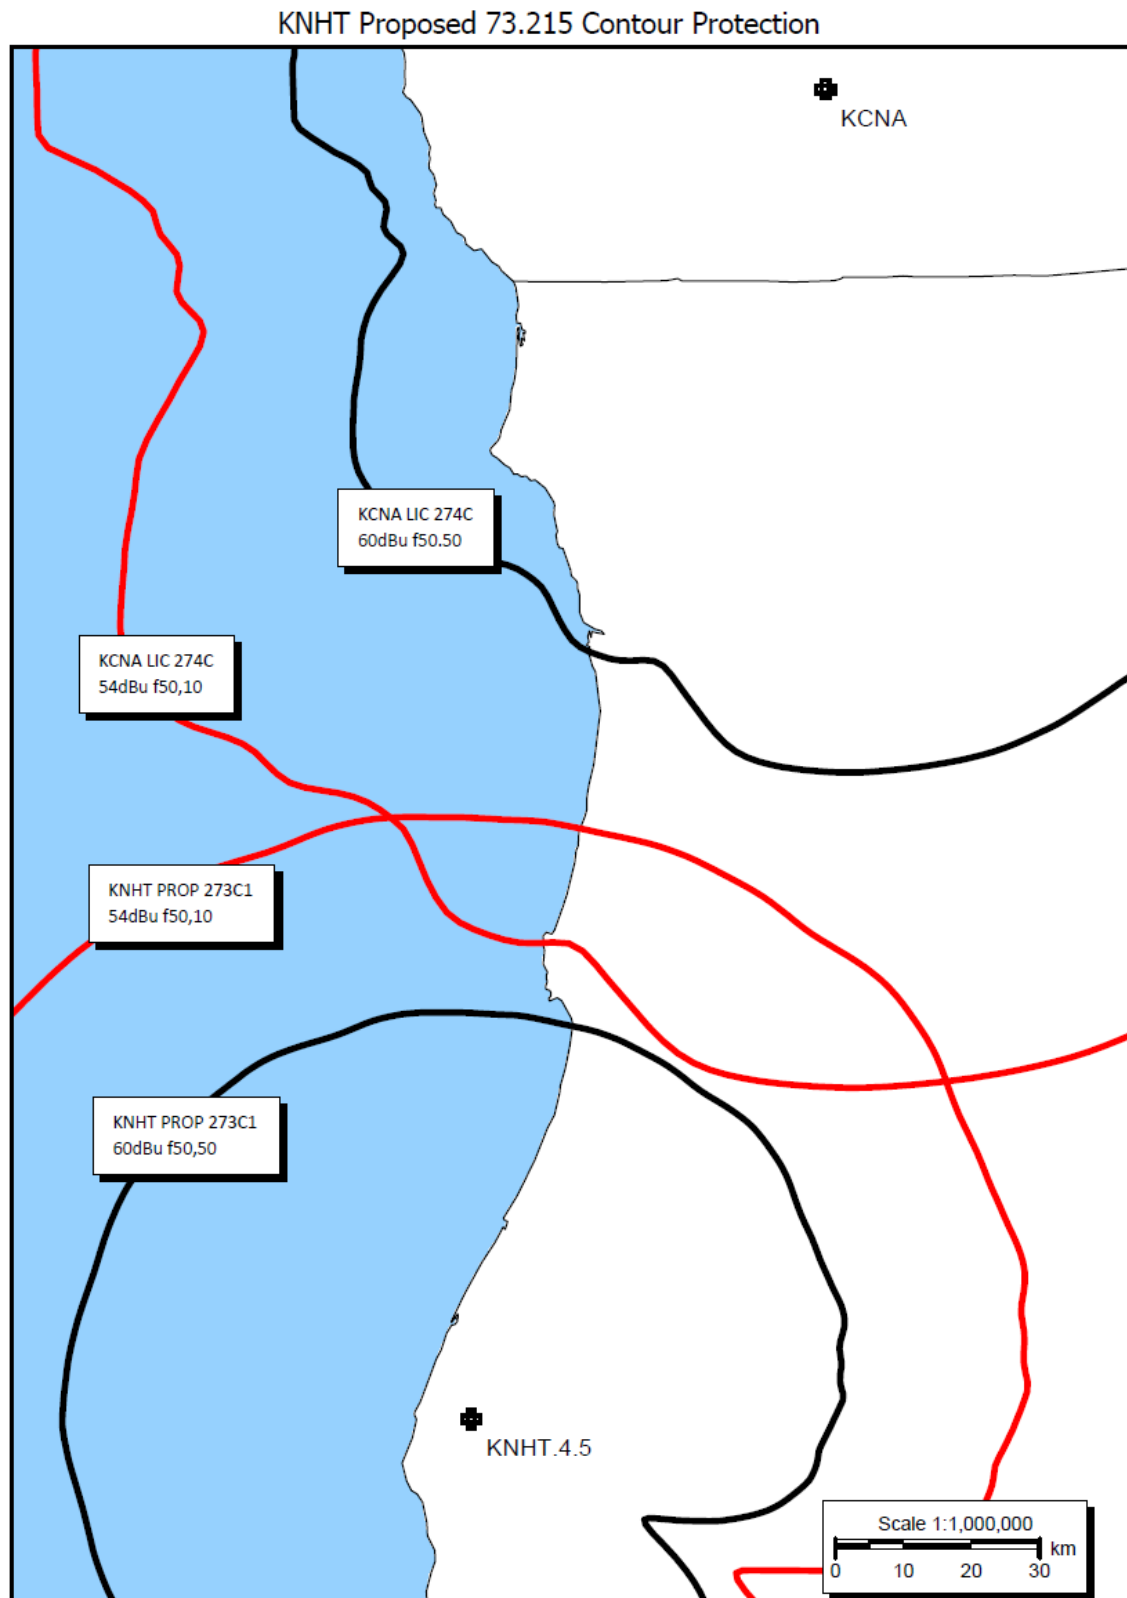 KNHT Proposed 73.215 Contour Protection
KCNA
KCNA LIC 274C
60dBu f50.50
KCNA LIC 274C
54dBu f50,10
KNHT PROP 273C1
54dBu f50,10
KNHT PROP 273C1
60dBu f50,50
KNHT.4.5
Scale 1:1,000,000
km
0 10 20 30